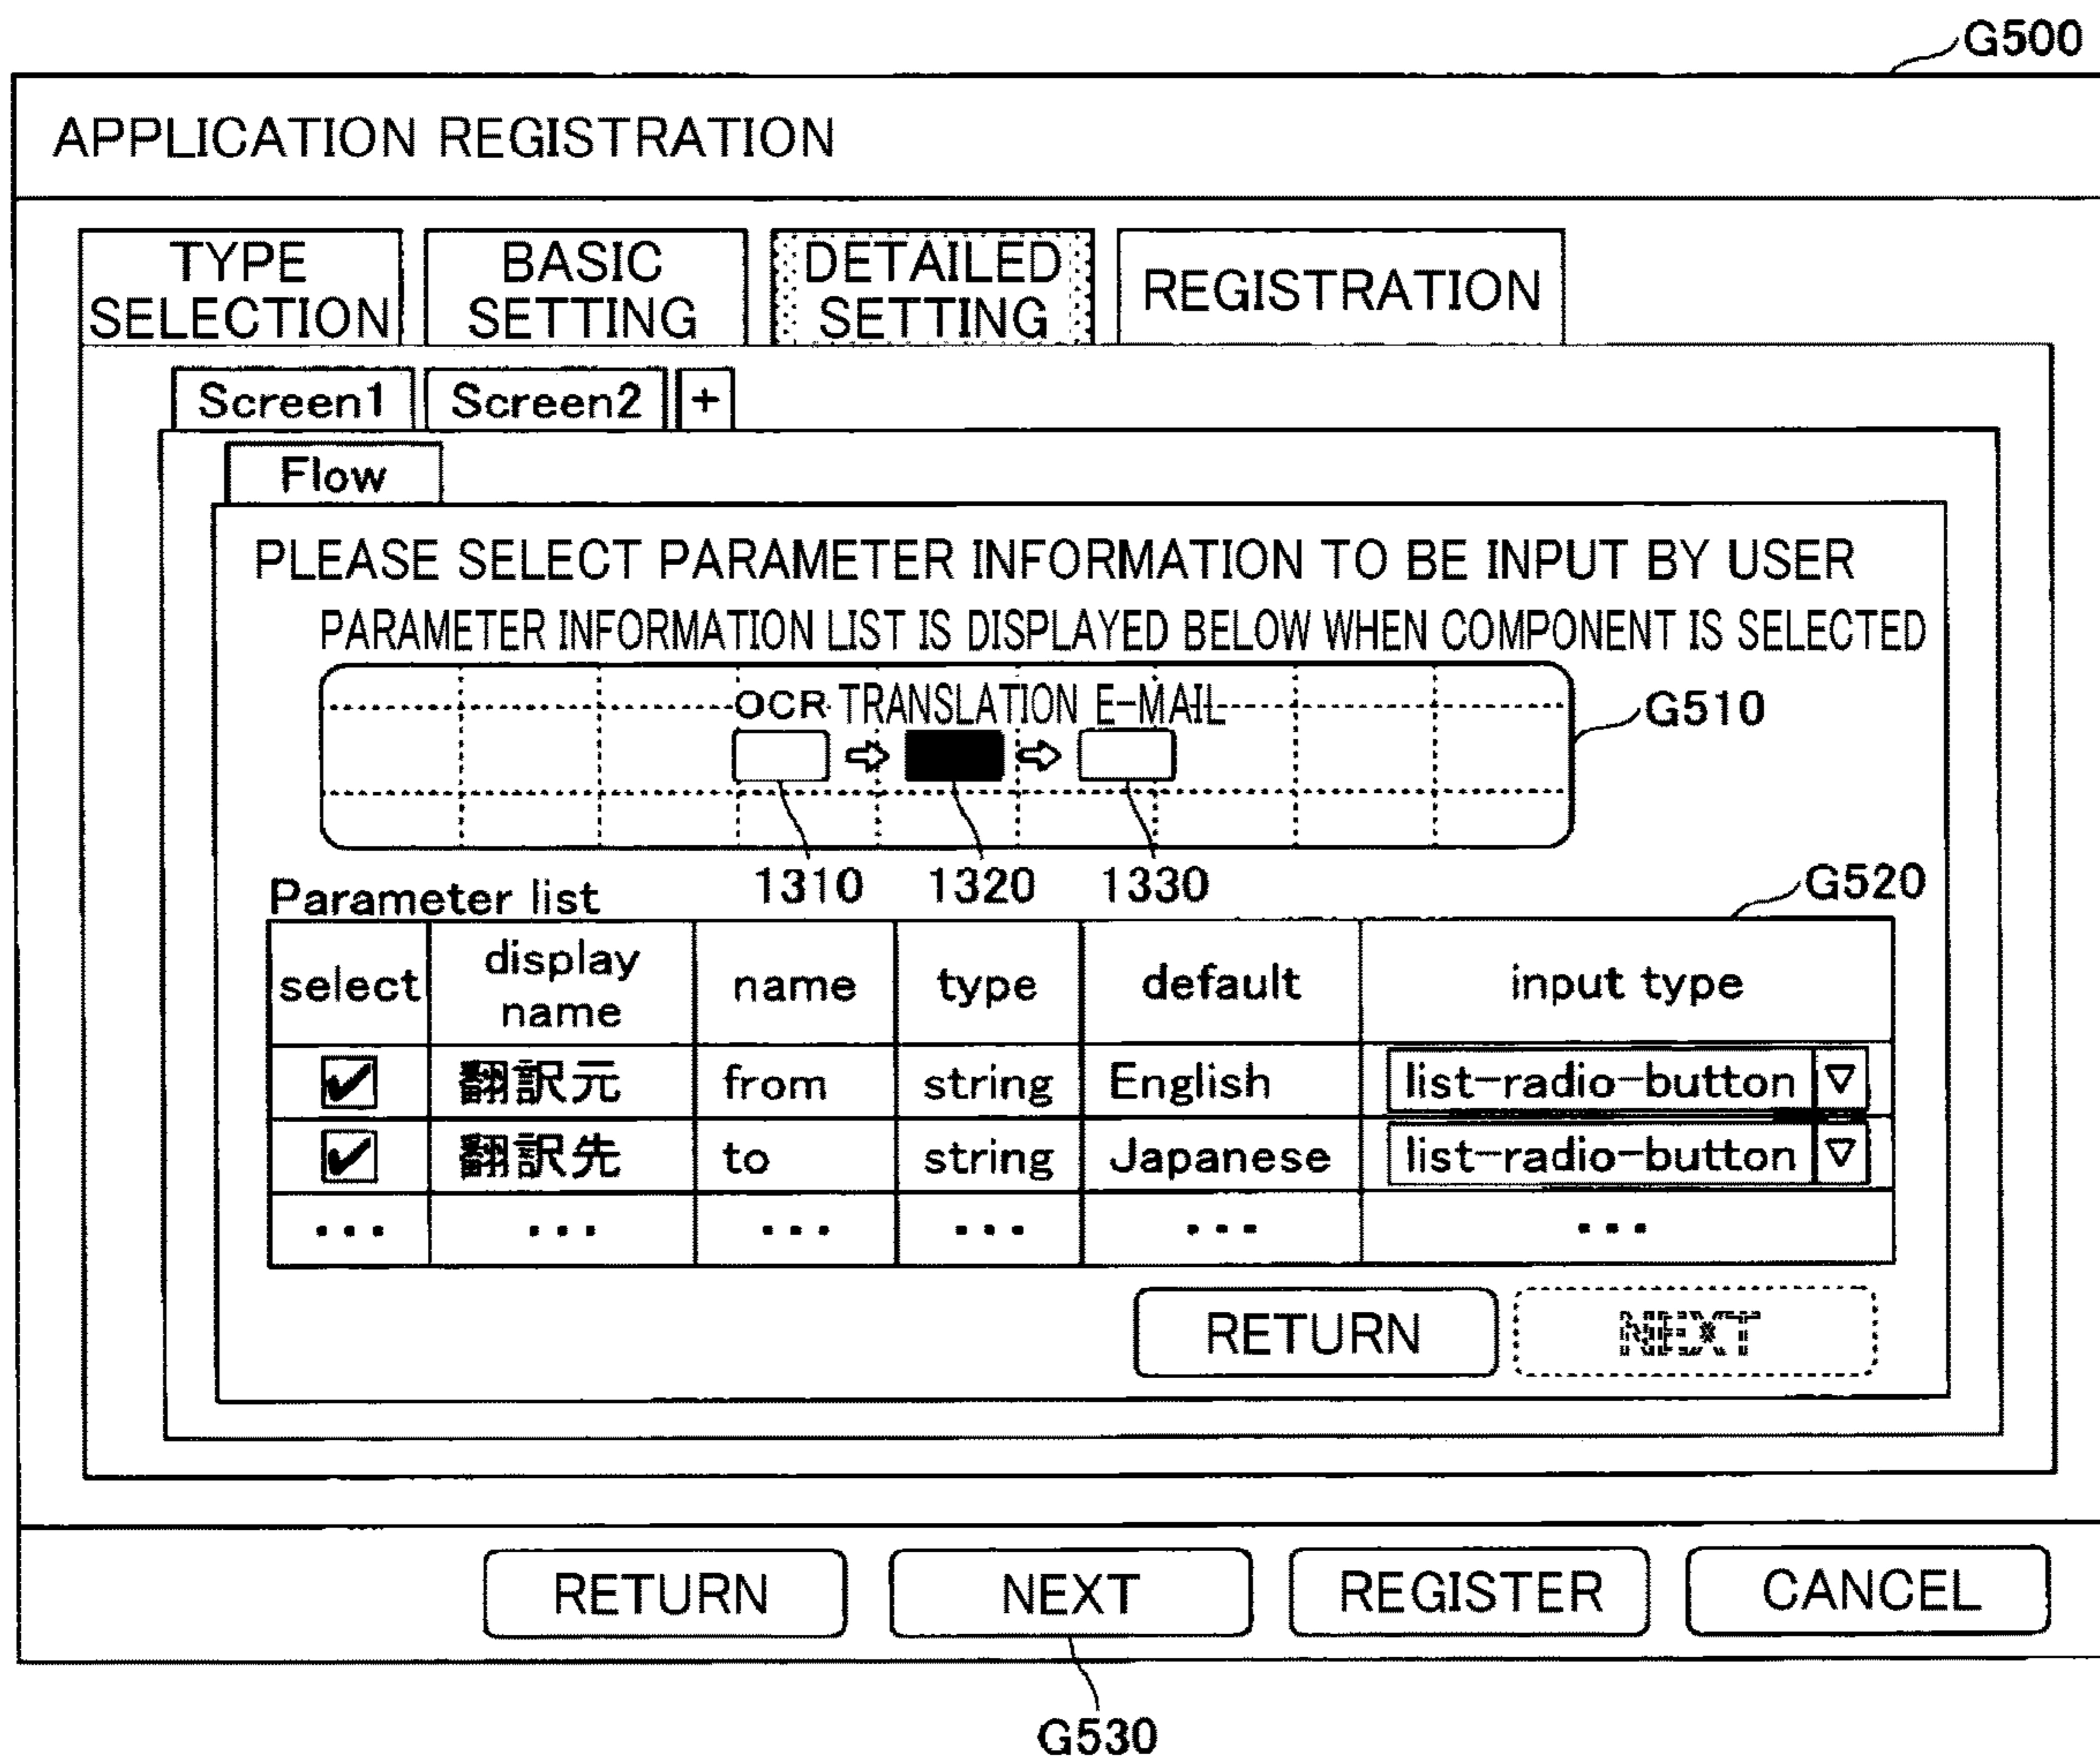 G500
APPLICATION REGISTRATION
TYPE SELECTION
BASIC SETTING
DETAILED SETTING
REGISTRATION
Screen1 Screen2 +
Flow
PLEASE SELECT PARAMETER INFORMATION TO BE INPUT BY USER
PARAMETER INFORMATION LIST IS DISPLAYED BELOW WHEN COMPONENT IS SELECTED
OCR TRANSLATION E-MAIL
G510
1310 1320 1330
Parameter list
G520
select display name name type default input type
翻訳元 from string English list-radio-button
翻訳先 to string Japanese list-radio-button
... ... ... ... ... ...
RETURN NEXT
RETURN NEXT REGISTER CANCEL
G530